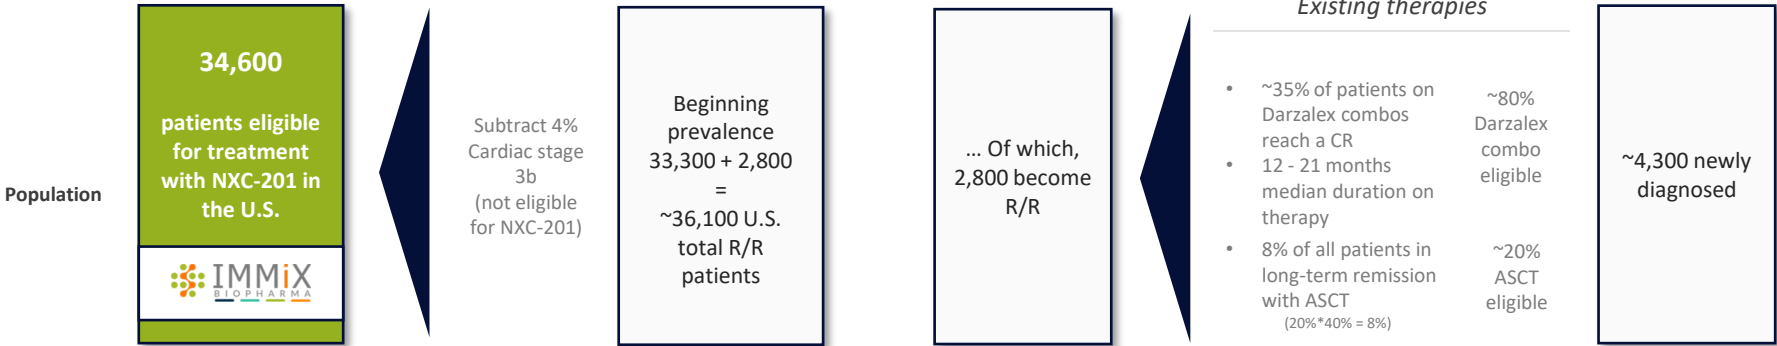 Population
34,600
patients eligible
for treatment
with NXC-201 in
the U.S.
IMMiX
BIOPHARMA
Subtract 4%
Cardiac stage
3b
(not eligible
for NXC-201)
Beginning
prevalence
33,300 + 2,800
=
~36,100 U.S.
total R/R
patients
... Of which,
2,800 become
R/R
Existing therapies
• ~35% of patients on
Darzalex combos
reach a CR
• 12 - 21 months
median duration on
therapy
~80%
Darzalex
combo
eligible
• 8% of all patients in
long-term remission
with ASCT
(20%*40% = 8%)
~20%
ASCT
eligible
~4,300 newly
diagnosed